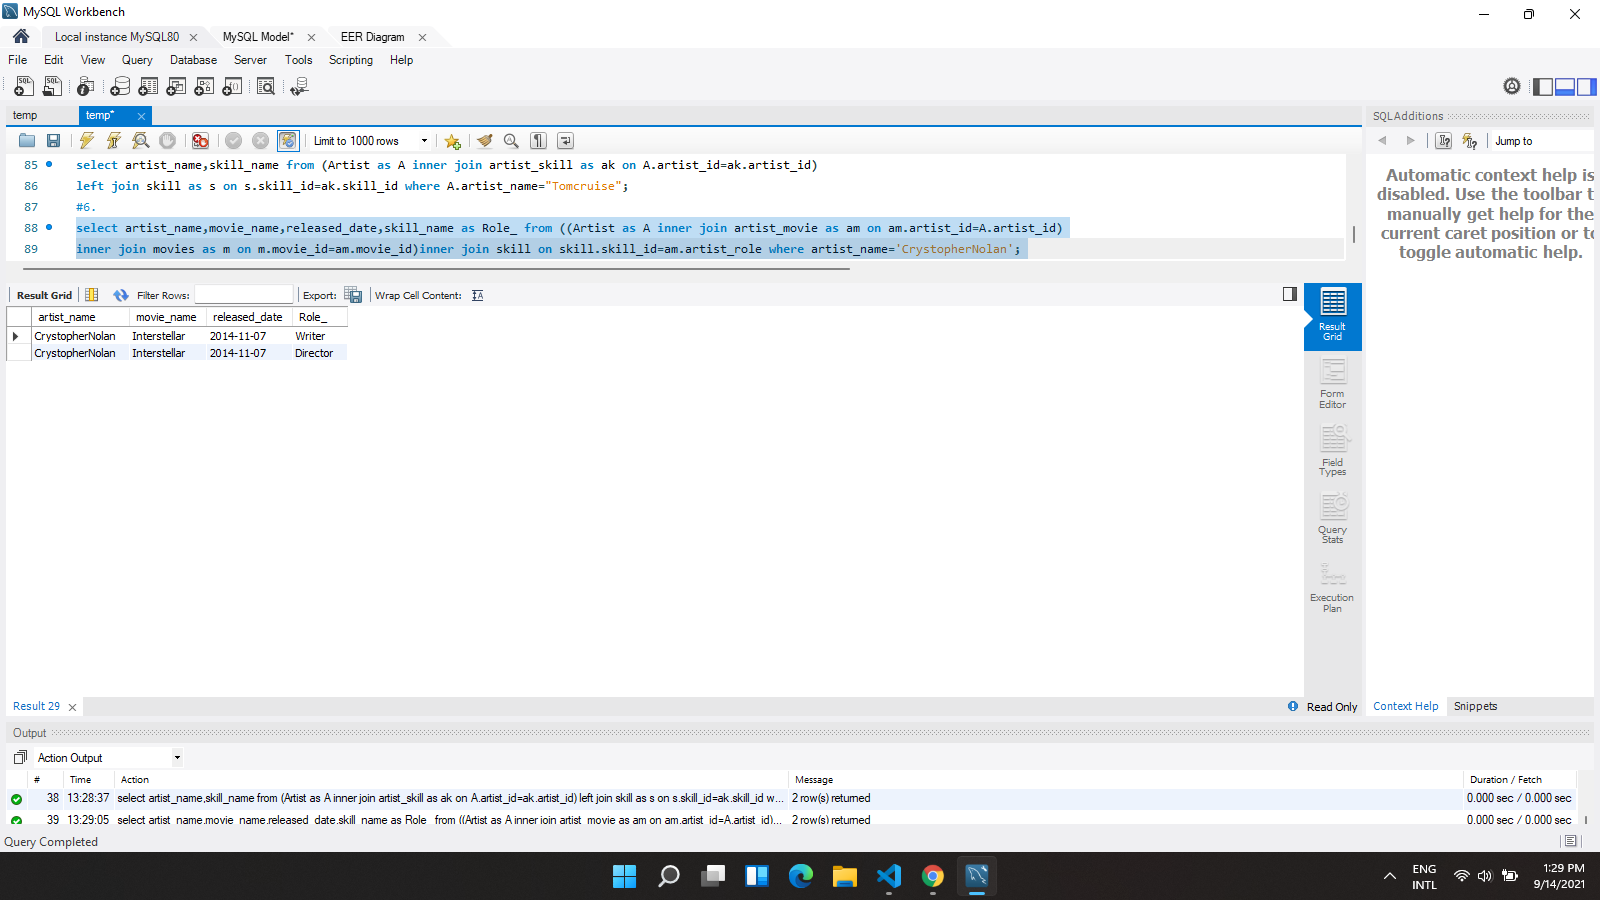 MySQL Workbench
Local instance MySQL80
MySQL Model*
EER Diagram
File Edit View Query Database Server Tools Scripting Help
temp temp*
Limit to 1000 rows
85 select artist_name,skill_name from (Artist as A inner join artist_skill as ak on A.artist_id=ak.artist_id)
86 left join skill as s on s.skill_id=ak.skill_id where A.artist_name="Tomcruise";
87 #6.
88 select artist_name,movie_name,released_date,skill_name as Role_ from ((Artist as A inner join artist_movie as am on am.artist_id=A.artist_id)
89 inner join movies as m on m.movie_id=am.movie_id)inner join skill on skill.skill_id=am.artist_role where artist_name='CrystopherNolan';
Result Grid Filter Rows: Export: Wrap Cell Content:
artist_name movie_name released_date Role_
CrystopherNolan Interstellar 2014-11-07 Writer
CrystopherNolan Interstellar 2014-11-07 Director
Result
Grid
Form
Editor
Field
Types
Query
Stats
Execution
Plan
Result 29
Read Only
SQLAdditions
Jump to
Automatic context help is
disabled. Use the toolbar t
manually get help for the
current caret position or to
toggle automatic help.
Context Help Snippets
Output
Action Output
# Time Action Message Duration / Fetch
38 13:28:37 select artist_name,skill_name from (Artist as A inner join artist_skill as ak on A.artist_id=ak.artist_id) left join skill as s on s.skill_id=ak.skill_id w... 2 row(s) returned 0.000 sec / 0.000 sec
39 13:29:05 select artist_name,movie_name,released_date,skill_name as Role_ from ((Artist as A inner join artist_movie as am on am.artist_id=A.artist_id)... 2 row(s) returned 0.000 sec / 0.000 sec
Query Completed
ENG
INTL
1:29 PM
9/14/2021